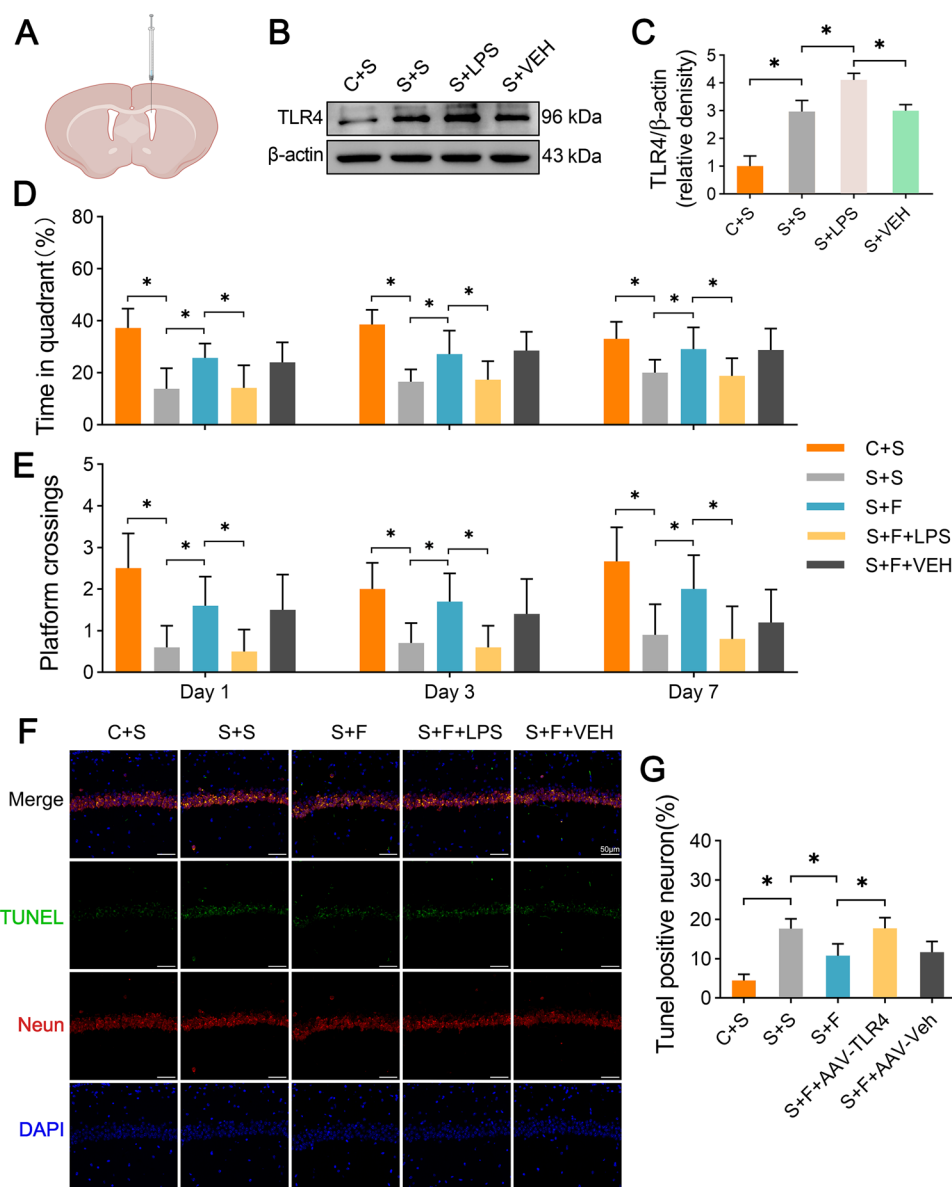 A
B
C+S
S+S
S+LPS
S+VEH
TLR4
96 kDa
β-actin
43 kDa
C
TLR4/β-actin
(relative denisity)
5
4
3
2
1
0
*
*
*
C+S
S+S
S+LPS
S+VEH
D
Time in quadrant(%)
80
60
40
20
0
*
*
*
*
*
*
*
*
*
E
Platform crossings
5
4
3
2
1
0
*
*
*
*
*
*
*
*
*
Day 1
Day 3
Day 7
C+S
S+S
S+F
S+F+LPS
S+F+VEH
F
C+S
S+S
S+F
S+F+LPS
S+F+VEH
Merge
50μm
TUNEL
Neun
DAPI
G
Tunel positive neuron(%)
40
30
20
10
0
*
*
*
C+S
S+S
S+F
S+F+AAV-TLR4
S+F+AAV-Veh